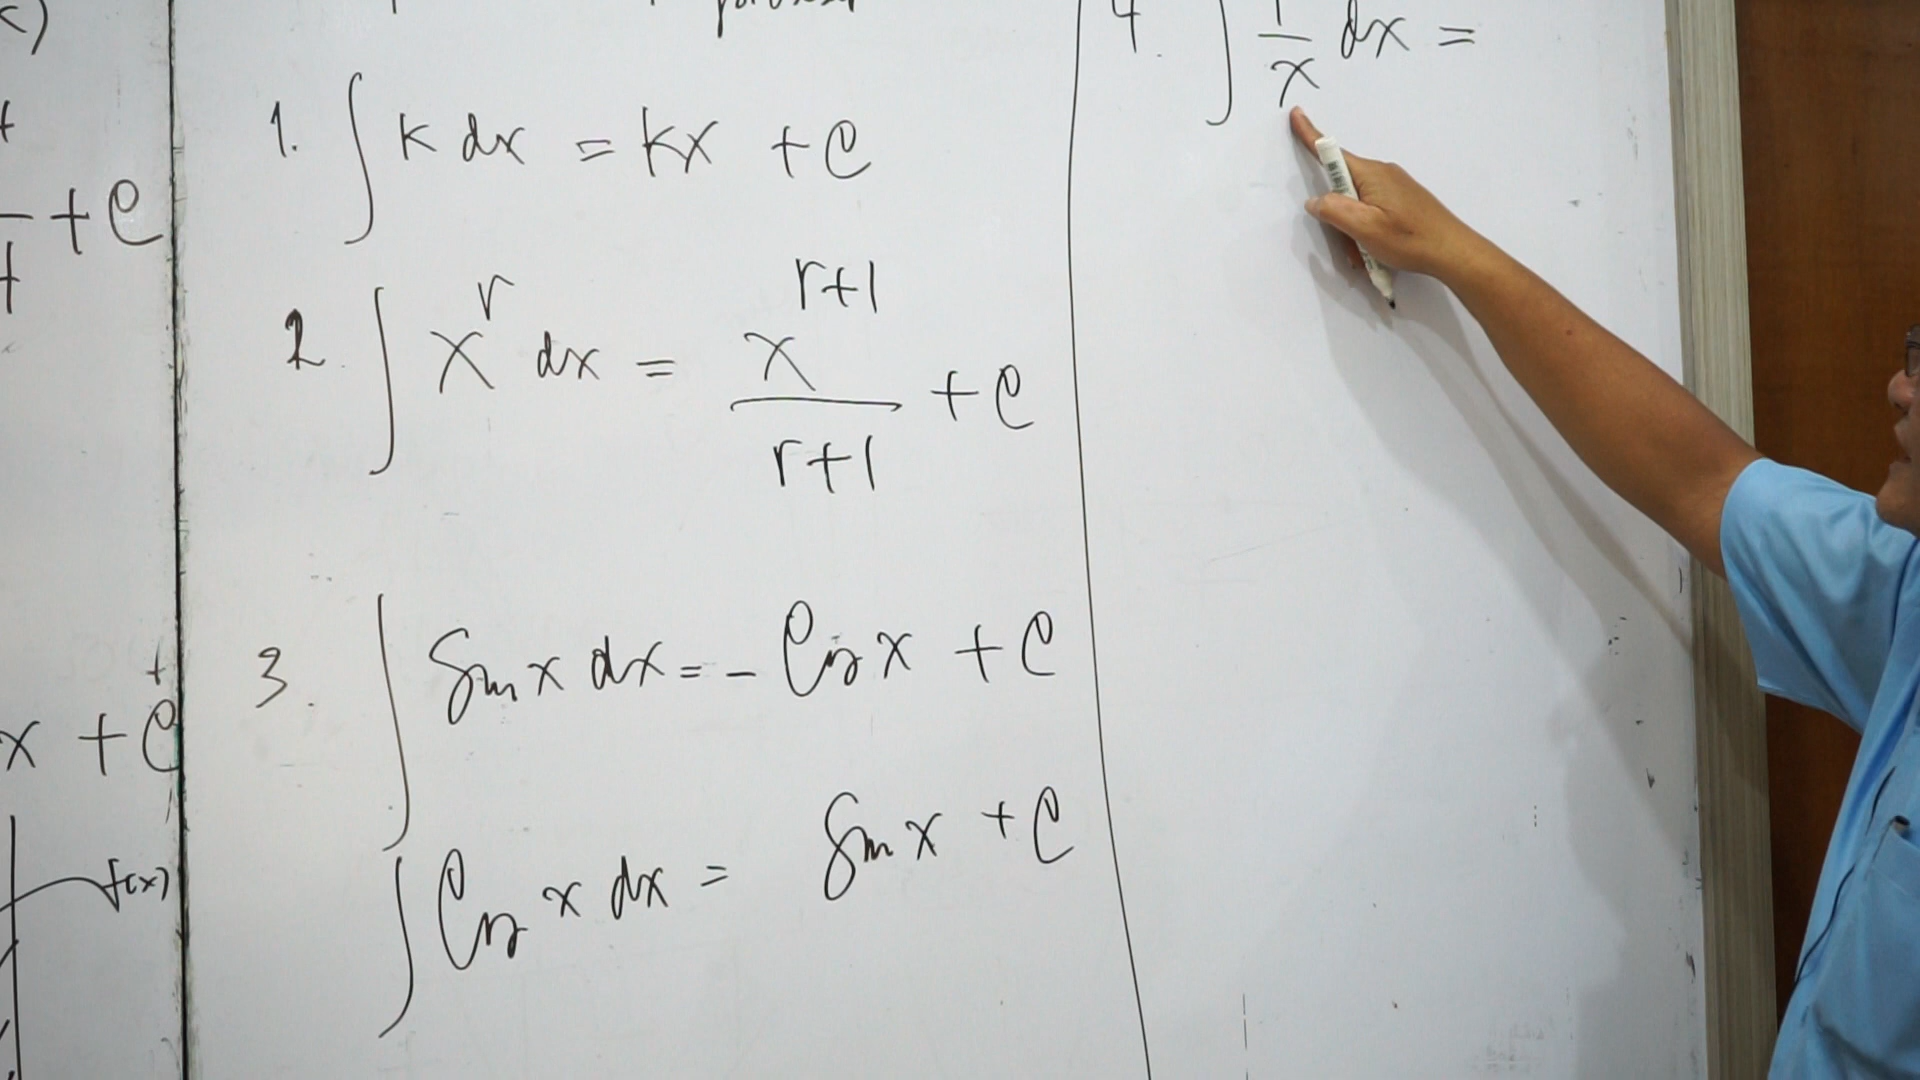 +C
x + C
f(x)
1. ∫ k dx = kx + C
2. ∫ x^r dx = x^(r+1) / (r+1) + C
3. ∫ Sin x dx = - Cos x + C
∫ Cos x dx = Sin x + C
4. ∫ 1/x dx =